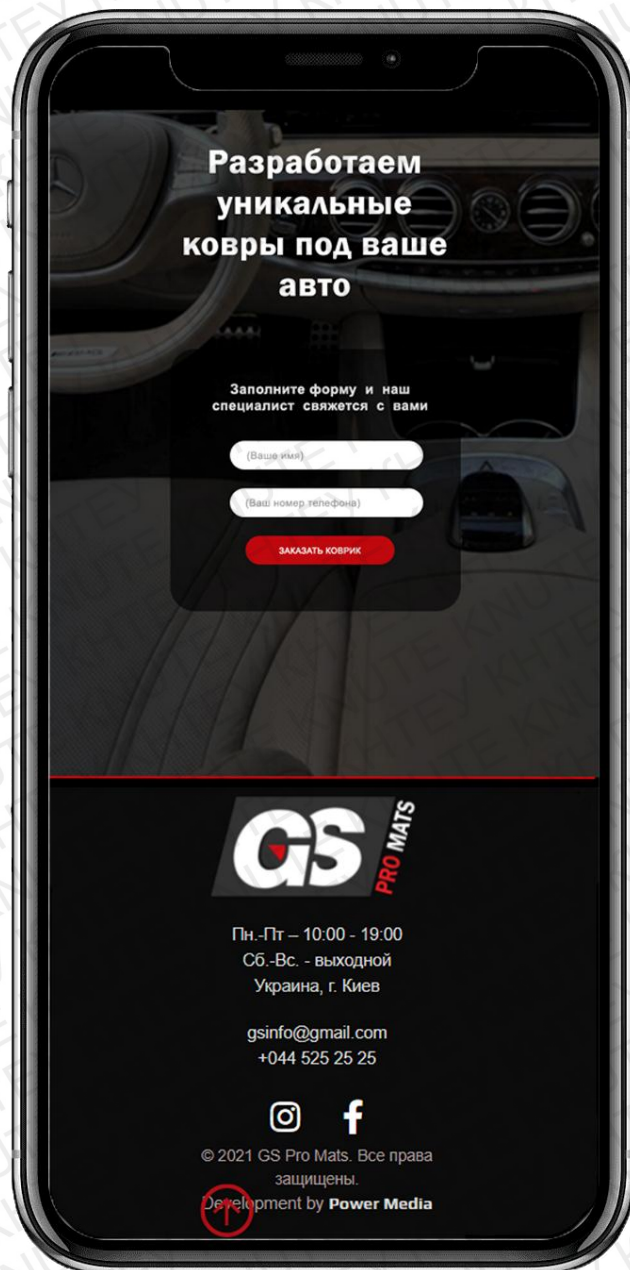 Разработаем
уникальные
ковры под ваше
авто
Заполните форму и наш
специалист свяжется с вами
(Ваше имя)
(Ваш номер телефона)
ЗАКАЗАТЬ КОВРИК
GS
PRO MATS
Пн.-Пт – 10:00 - 19:00
Сб.-Вс. - выходной
Украина, г. Киев
gsinfo@gmail.com
+044 525 25 25
© 2021 GS Pro Mats. Все права
защищены.
Development by Power Media